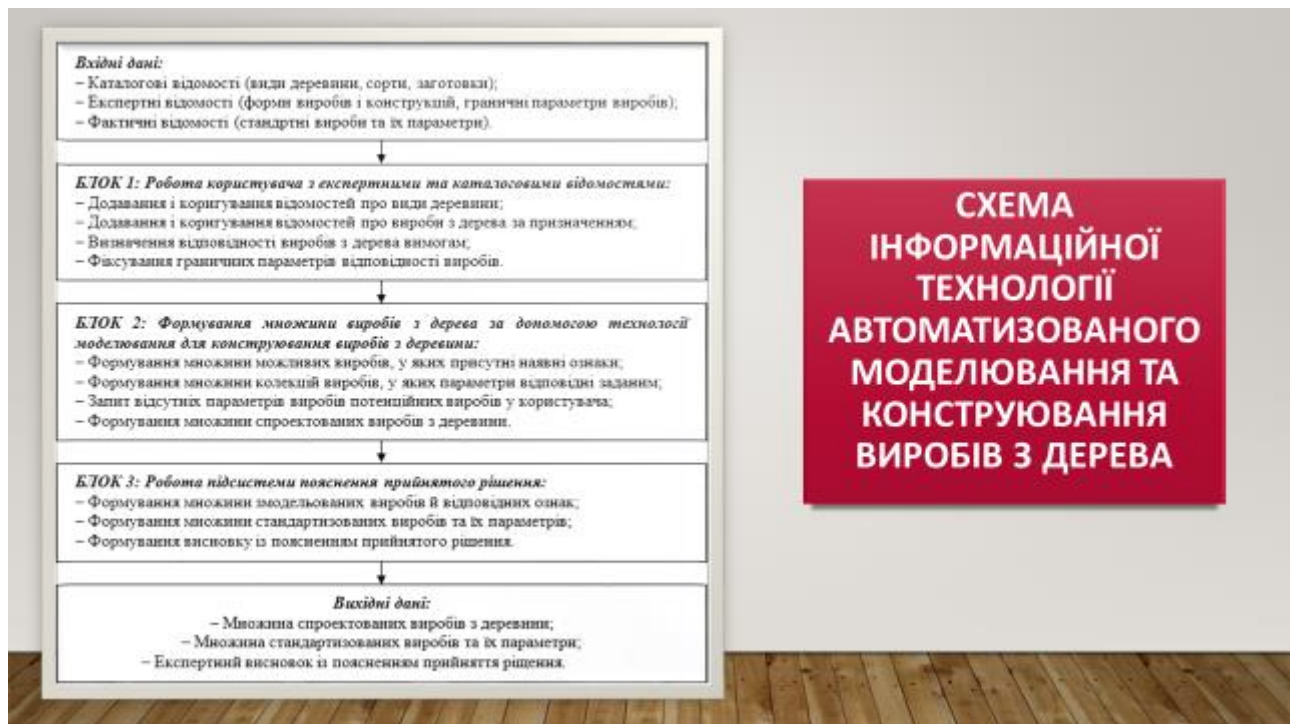 Вхідні дані:
– Каталогові відомості (види деревини, сорти, заготовки);
– Експертні відомості (форми виробів і конструкцій, граничні параметри виробів);
– Фактичні відомості (стандртні вироби та їх параметри).
БЛОК 1: Робота користувача з експертними та каталоговими відомостями:
– Додавання і коригування відомостей про види деревини;
– Додавання і коригування відомостей про вироби з дерева за призначенням;
– Визначення відповідності виробів з дерева вимогам;
– Фіксування граничних параметрів відповідності виробів.
БЛОК 2: Формування множини виробів з дерева за допомогою технології
моделювання для конструювання виробів з деревини:
– Формування множини можливих виробів, у яких присутні наявні ознаки;
– Формування множини колекцій виробів, у яких параметри відповідні заданим;
– Запит відсутніх параметрів виробів потенційних виробів у користувача;
– Формування множини спроектованих виробів з деревини.
БЛОК 3: Робота підсистеми пояснення прийнятого рішення:
– Формування множини змодельованих виробів й відповідних ознак;
– Формування множини стандартизованих виробів та їх параметрів;
– Формування висновку із поясненням прийнятого рішення.
Вихідні дані:
– Множина спроектованих виробів з деревини;
– Множина стандартизованих виробів та їх параметри;
– Експертний висновок із поясненням прийняття ріщення.
СХЕМА
ІНФОРМАЦІЙНОЇ
ТЕХНОЛОГІЇ
АВТОМАТИЗОВАНОГО
МОДЕЛЮВАННЯ ТА
КОНСТРУЮВАННЯ
ВИРОБІВ З ДЕРЕВА